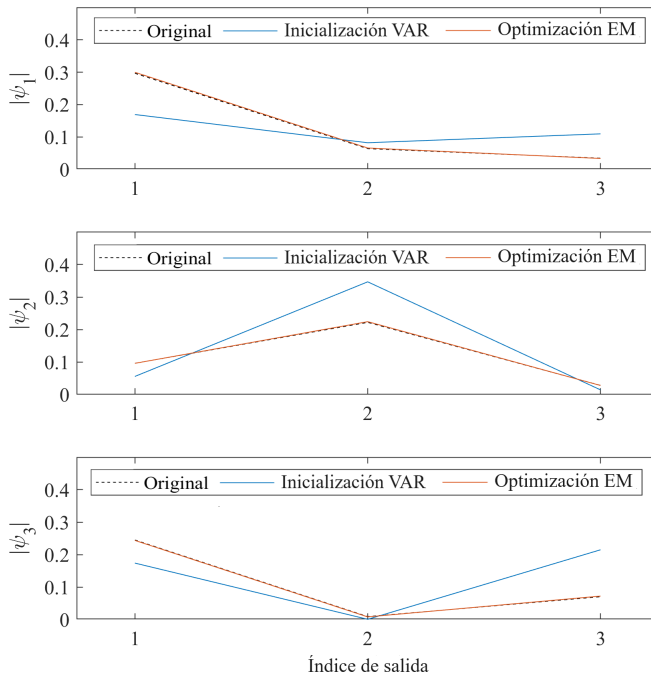 Original Inicialización VAR Optimización EM
0.4
0.3
0.2
0.1
0
|ψ1|
1 2 3
Original Inicialización VAR Optimización EM
0.4
0.3
0.2
0.1
0
|ψ2|
1 2 3
Original Inicialización VAR Optimización EM
0.4
0.3
0.2
0.1
0
|ψ3|
1 2 3
Índice de salida